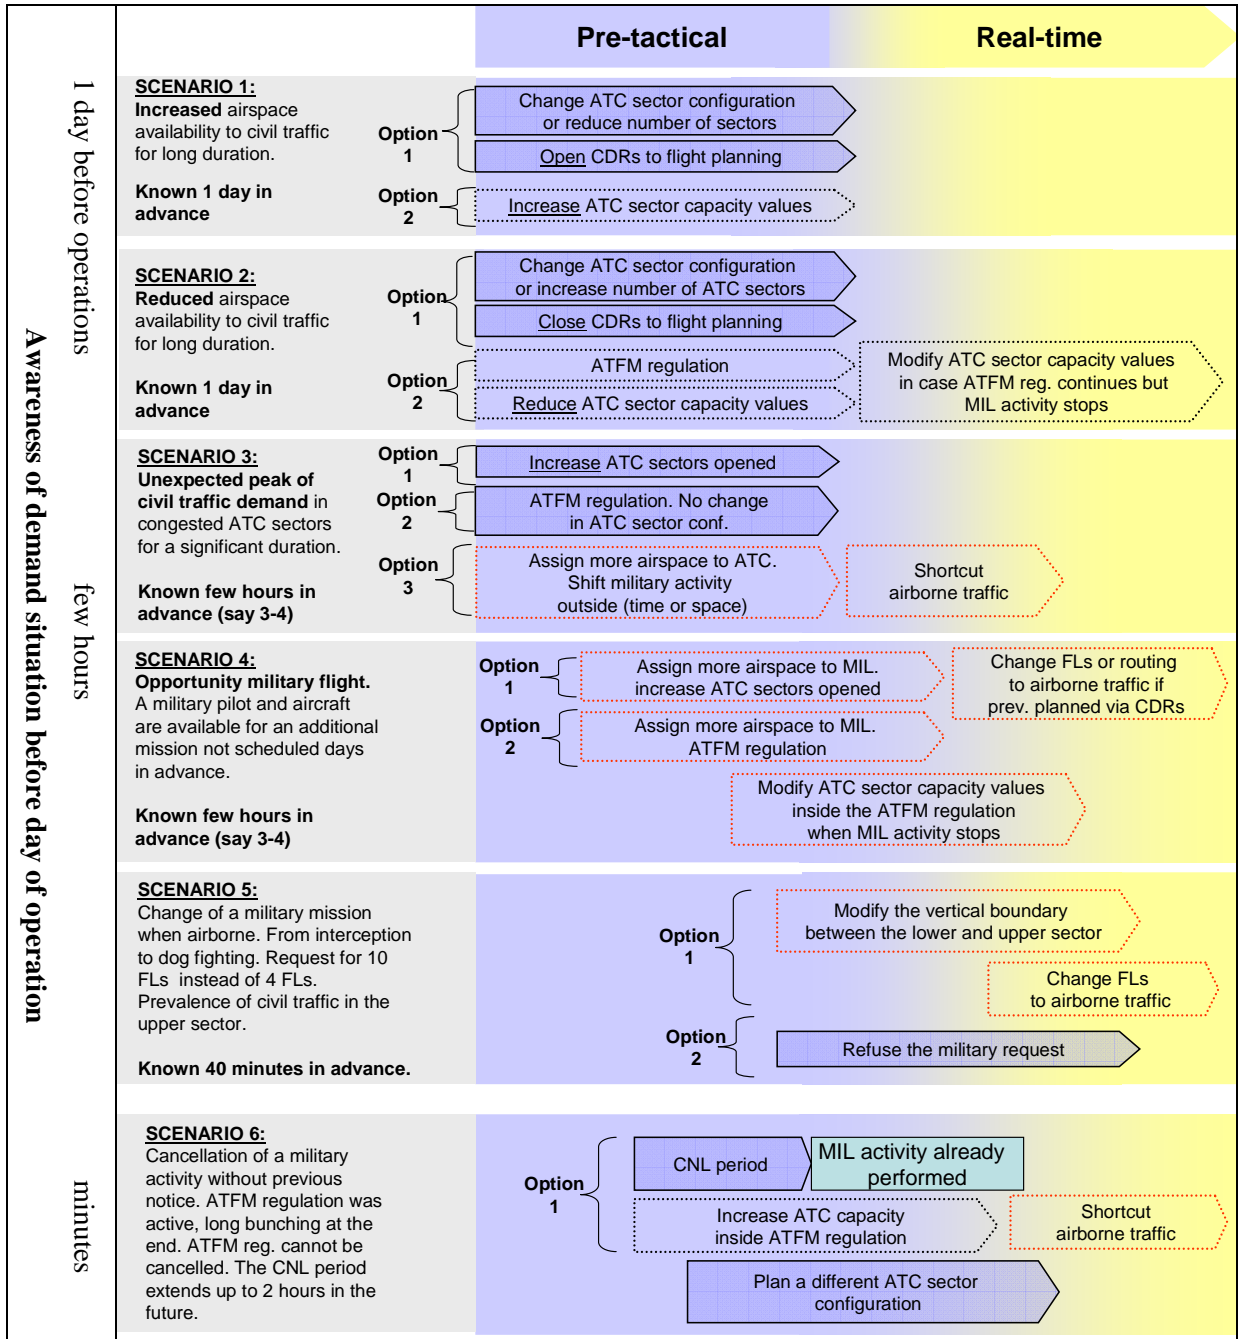 Pre-tactical
Real-time
Awareness of demand situation before day of operation
1 day before operations
few hours
minutes
SCENARIO 1:
Increased airspace
availability to civil traffic
for long duration.
Known 1 day in
advance
Option
1
Change ATC sector configuration
or reduce number of sectors
Open CDRs to flight planning
Option
2
Increase ATC sector capacity values
SCENARIO 2:
Reduced airspace
availability to civil traffic
for long duration.
Known 1 day in
advance
Option
1
Change ATC sector configuration
or increase number of ATC sectors
Close CDRs to flight planning
Option
2
ATFM regulation
Reduce ATC sector capacity values
Modify ATC sector capacity values
in case ATFM reg. continues but
MIL activity stops
SCENARIO 3:
Unexpected peak of
civil traffic demand in
congested ATC sectors
for a significant duration.
Known few hours in
advance (say 3-4)
Option
1
Increase ATC sectors opened
Option
2
ATFM regulation. No change
in ATC sector conf.
Option
3
Assign more airspace to ATC.
Shift military activity
outside (time or space)
Shortcut
airborne traffic
SCENARIO 4:
Opportunity military flight.
A military pilot and aircraft
are available for an additional
mission not scheduled days
in advance.
Known few hours in
advance (say 3-4)
Option
1
Assign more airspace to MIL.
increase ATC sectors opened
Change FLs or routing
to airborne traffic if
prev. planned via CDRs
Option
2
Assign more airspace to MIL.
ATFM regulation
Modify ATC sector capacity values
inside the ATFM regulation
when MIL activity stops
SCENARIO 5:
Change of a military mission
when airborne. From interception
to dog fighting. Request for 10
FLs instead of 4 FLs.
Prevalence of civil traffic in the
upper sector.
Known 40 minutes in advance.
Option
1
Modify the vertical boundary
between the lower and upper sector
Change FLs
to airborne traffic
Option
2
Refuse the military request
SCENARIO 6:
Cancellation of a military
activity without previous
notice. ATFM regulation was
active, long bunching at the
end. ATFM reg. cannot be
cancelled. The CNL period
extends up to 2 hours in the
future.
Option
1
CNL period
MIL activity already
performed
Increase ATC capacity
inside ATFM regulation
Shortcut
airborne traffic
Plan a different ATC sector
configuration